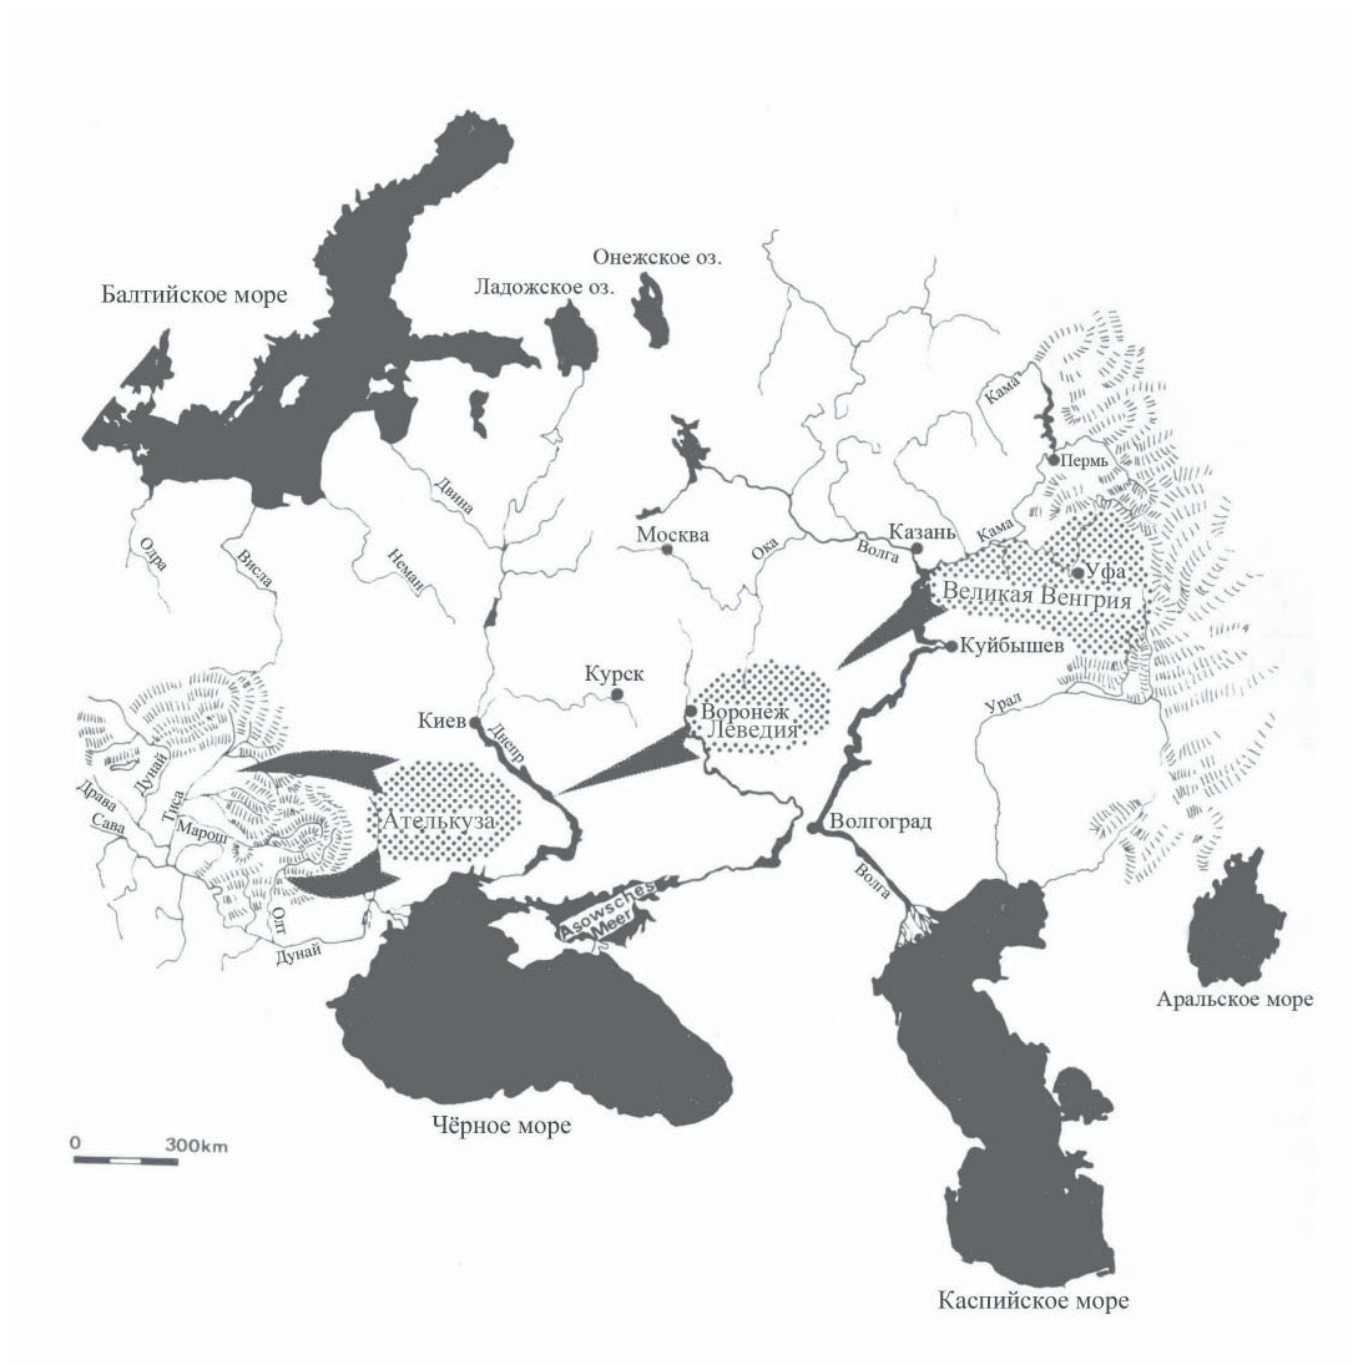 Онежское оз.
Ладожское оз.
Балтийское море
Кама
Пермь
Двина
Москва
Ока
Волга
Казань
Кама
Одра
Висла
Неман
Уфа
Великая Венгрия
Куйбышев
Курск
Урал
Киев
Днепр
Воронеж
Леведия
Дунай
Драва
Тиса
Сава
Марош
Ателькуза
Волгоград
Волга
Asowsches
Meer
Олт
Дунай
Аральское море
Чёрное море
0 300km
Каспийское море